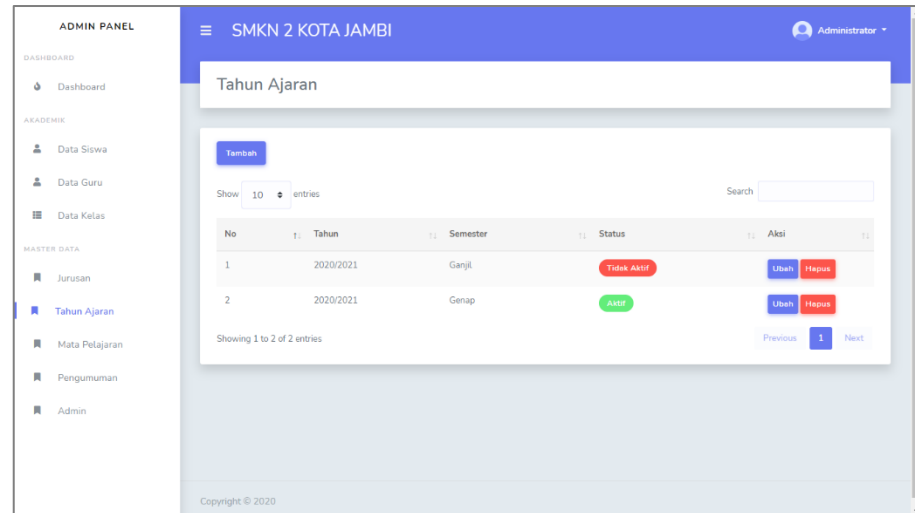 ADMIN PANEL
DASHBOARD
Dashboard
AKADEMIK
Data Siswa
Data Guru
Data Kelas
MASTER DATA
Jurusan
Tahun Ajaran
Mata Pelajaran
Pengumuman
Admin
SMKN 2 KOTA JAMBI
Administrator
Tahun Ajaran
Tambah
Show 10 entries
Search
No Tahun Semester Status Aksi
1 2020/2021 Ganjil Tidak Aktif Ubah Hapus
2 2020/2021 Genap Aktif Ubah Hapus
Showing 1 to 2 of 2 entries
Previous 1 Next
Copyright © 2020